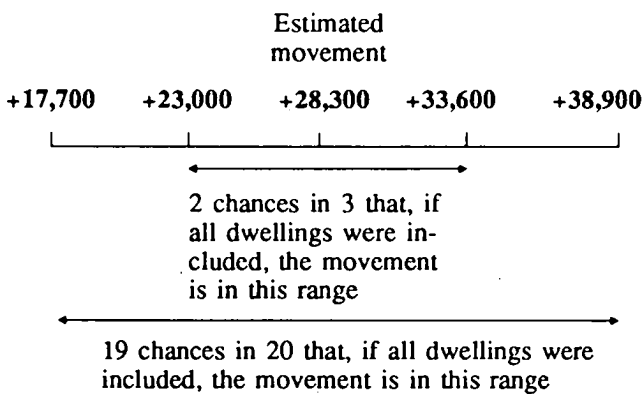 Estimated
movement
+17,700 +23,000 +28,300 +33,600 +38,900
2 chances in 3 that, if
all dwellings were in-
cluded, the movement
is in this range
19 chances in 20 that, if all dwellings were
included, the movement is in this range